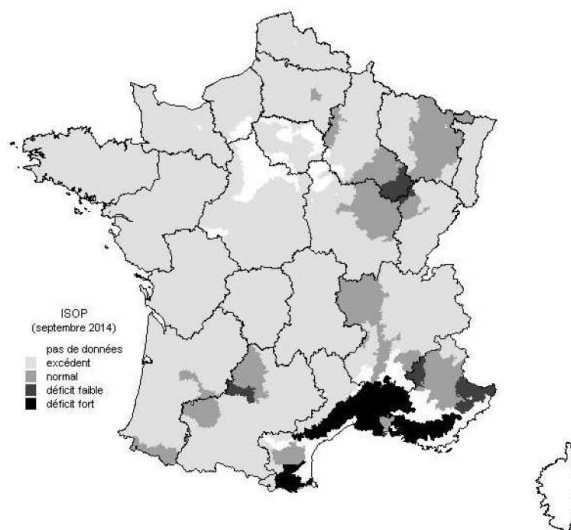 ISOP
(septembre 2014)
pas de données
excédent
normal
déficit faible
déficit fort